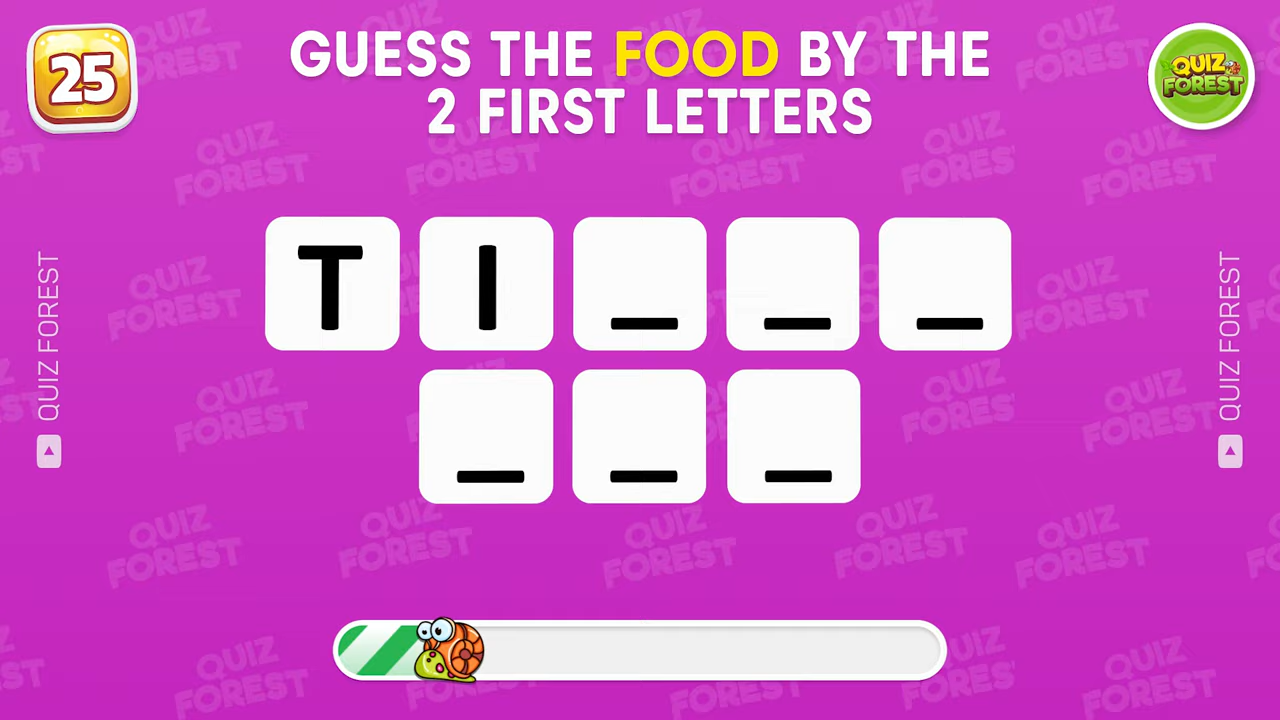 25
GUESS THE FOOD BY THE
2 FIRST LETTERS
QUIZ
FOREST
T I _ _ _
_ _ _
QUIZ FOREST
QUIZ FOREST